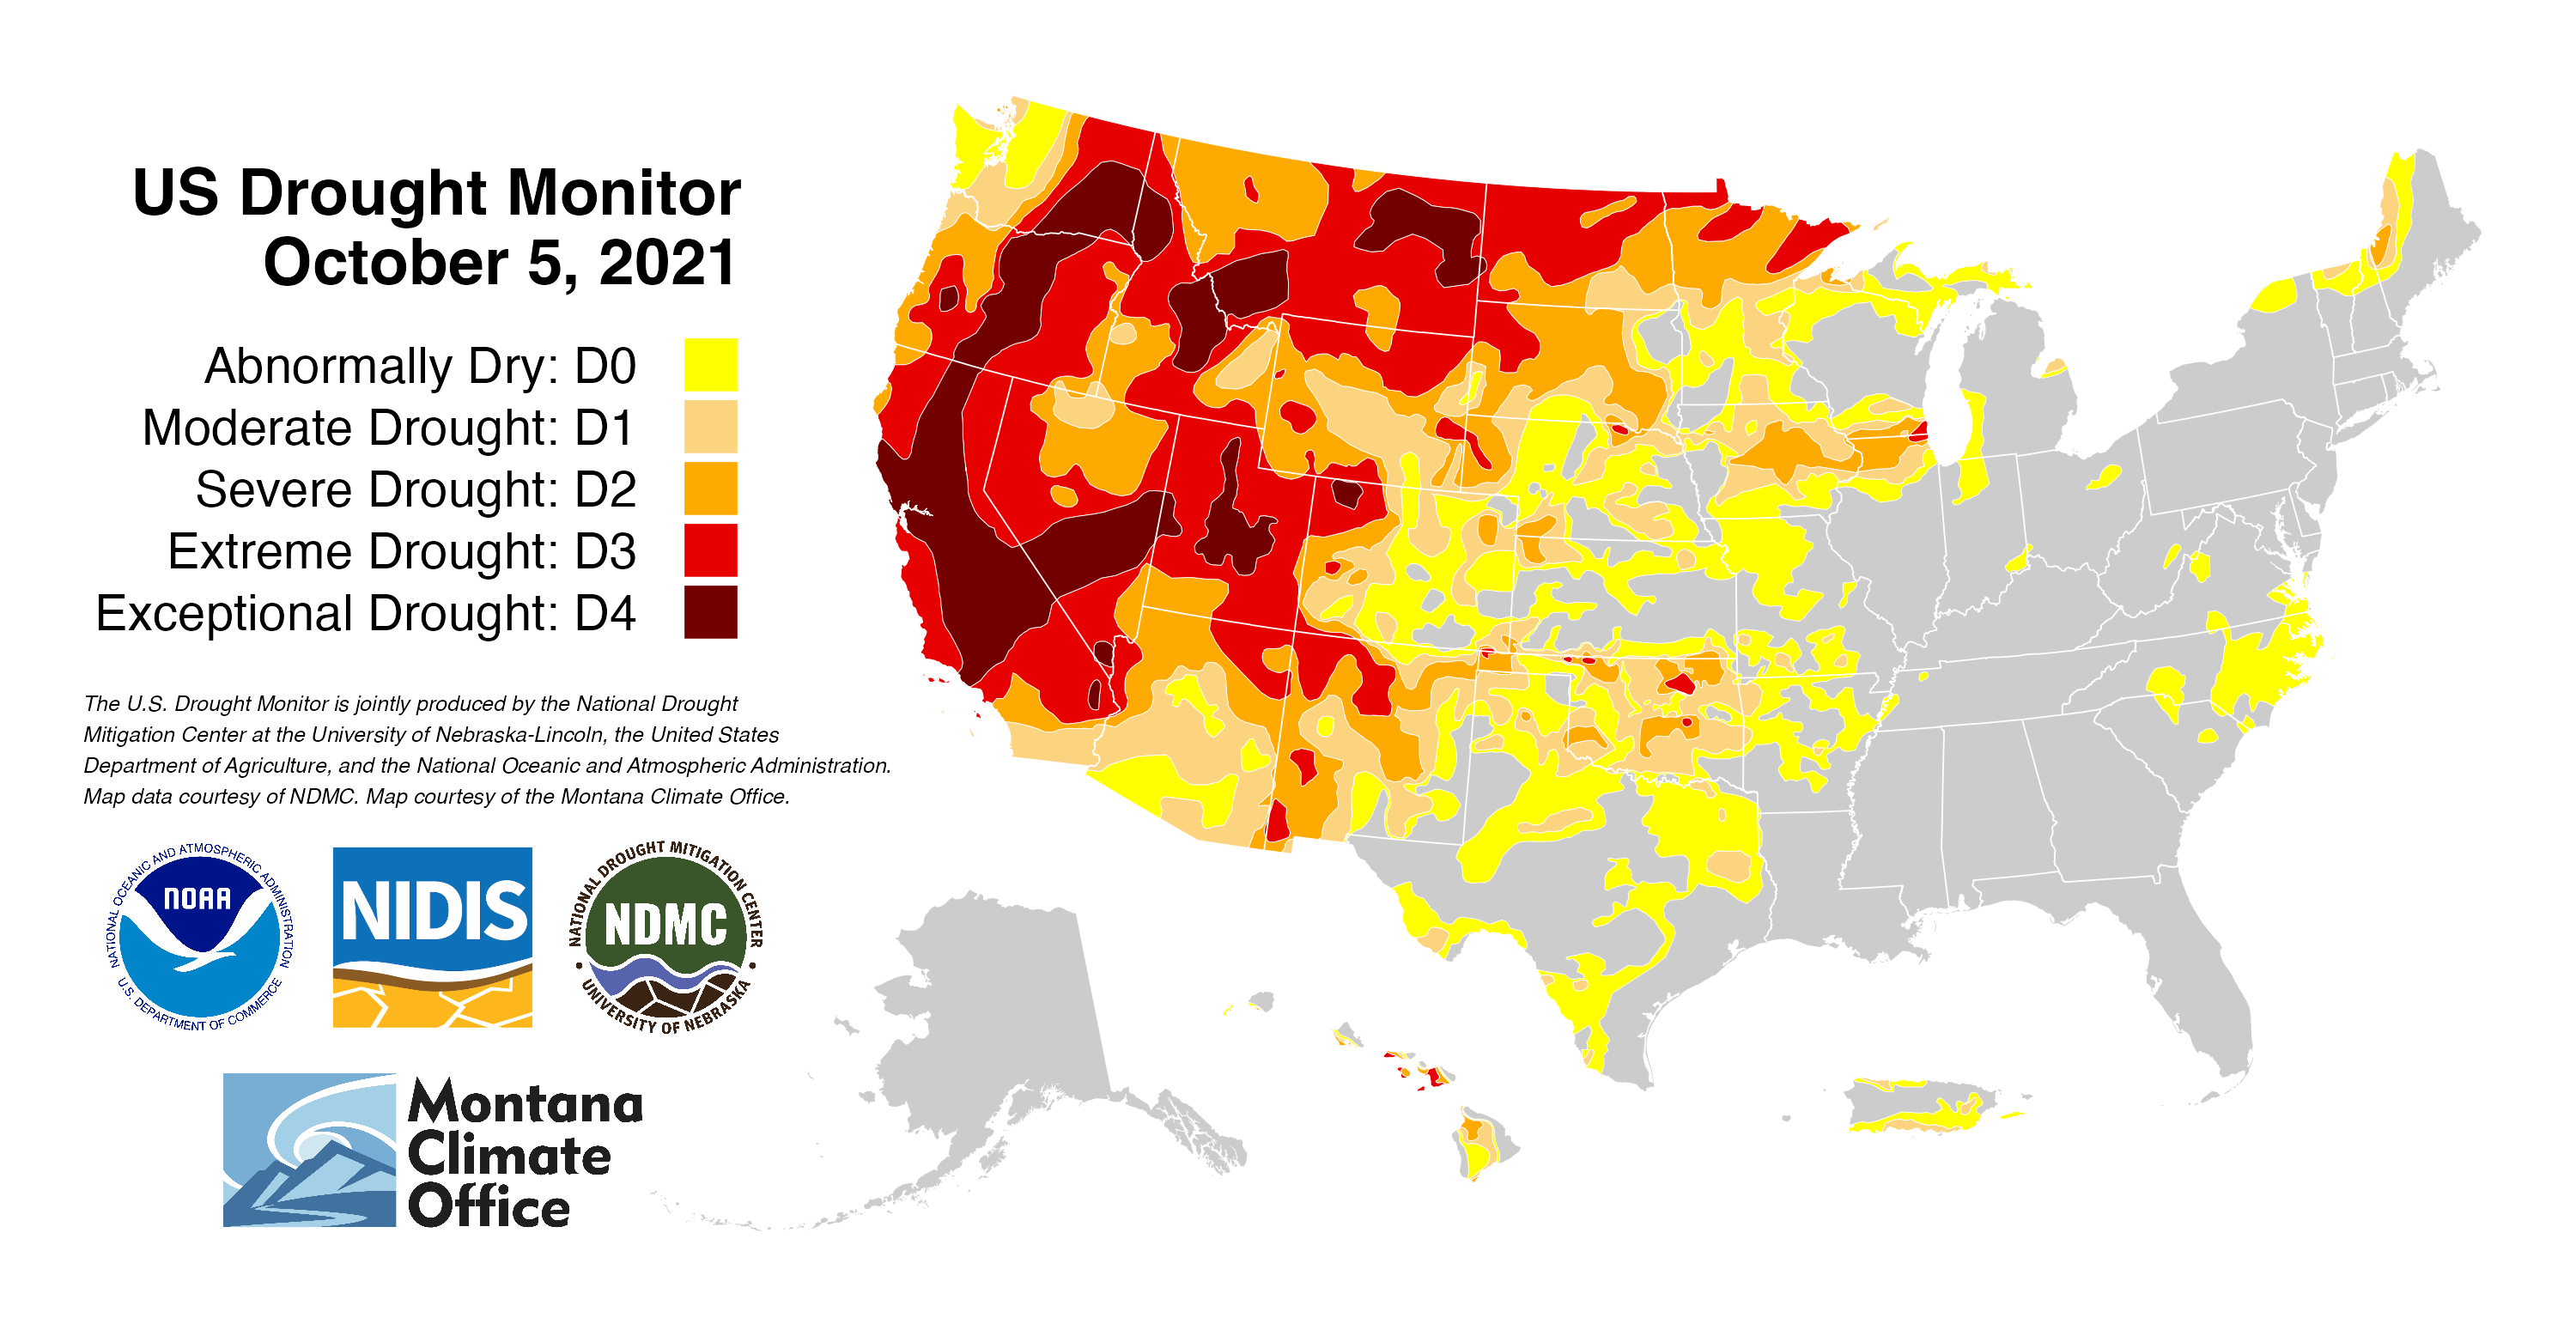 US Drought Monitor
October 5, 2021
Abnormally Dry: D0
Moderate Drought: D1
Severe Drought: D2
Extreme Drought: D3
Exceptional Drought: D4
The U.S. Drought Monitor is jointly produced by the National Drought
Mitigation Center at the University of Nebraska-Lincoln, the United States
Department of Agriculture, and the National Oceanic and Atmospheric Administration.
Map data courtesy of NDMC. Map courtesy of the Montana Climate Office.
NATIONAL OCEANIC AND ATMOSPHERIC ADMINISTRATION
NOAA
U.S. DEPARTMENT OF COMMERCE
NIDIS
NATIONAL DROUGHT MITIGATION CENTER
NDMC
UNIVERSITY OF NEBRASKA
Montana
Climate
Office